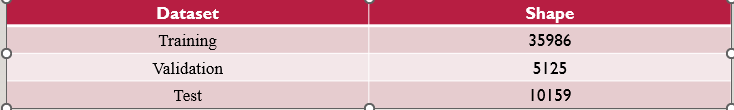 Dataset Shape
Training 35986
Validation 5125
Test 10159